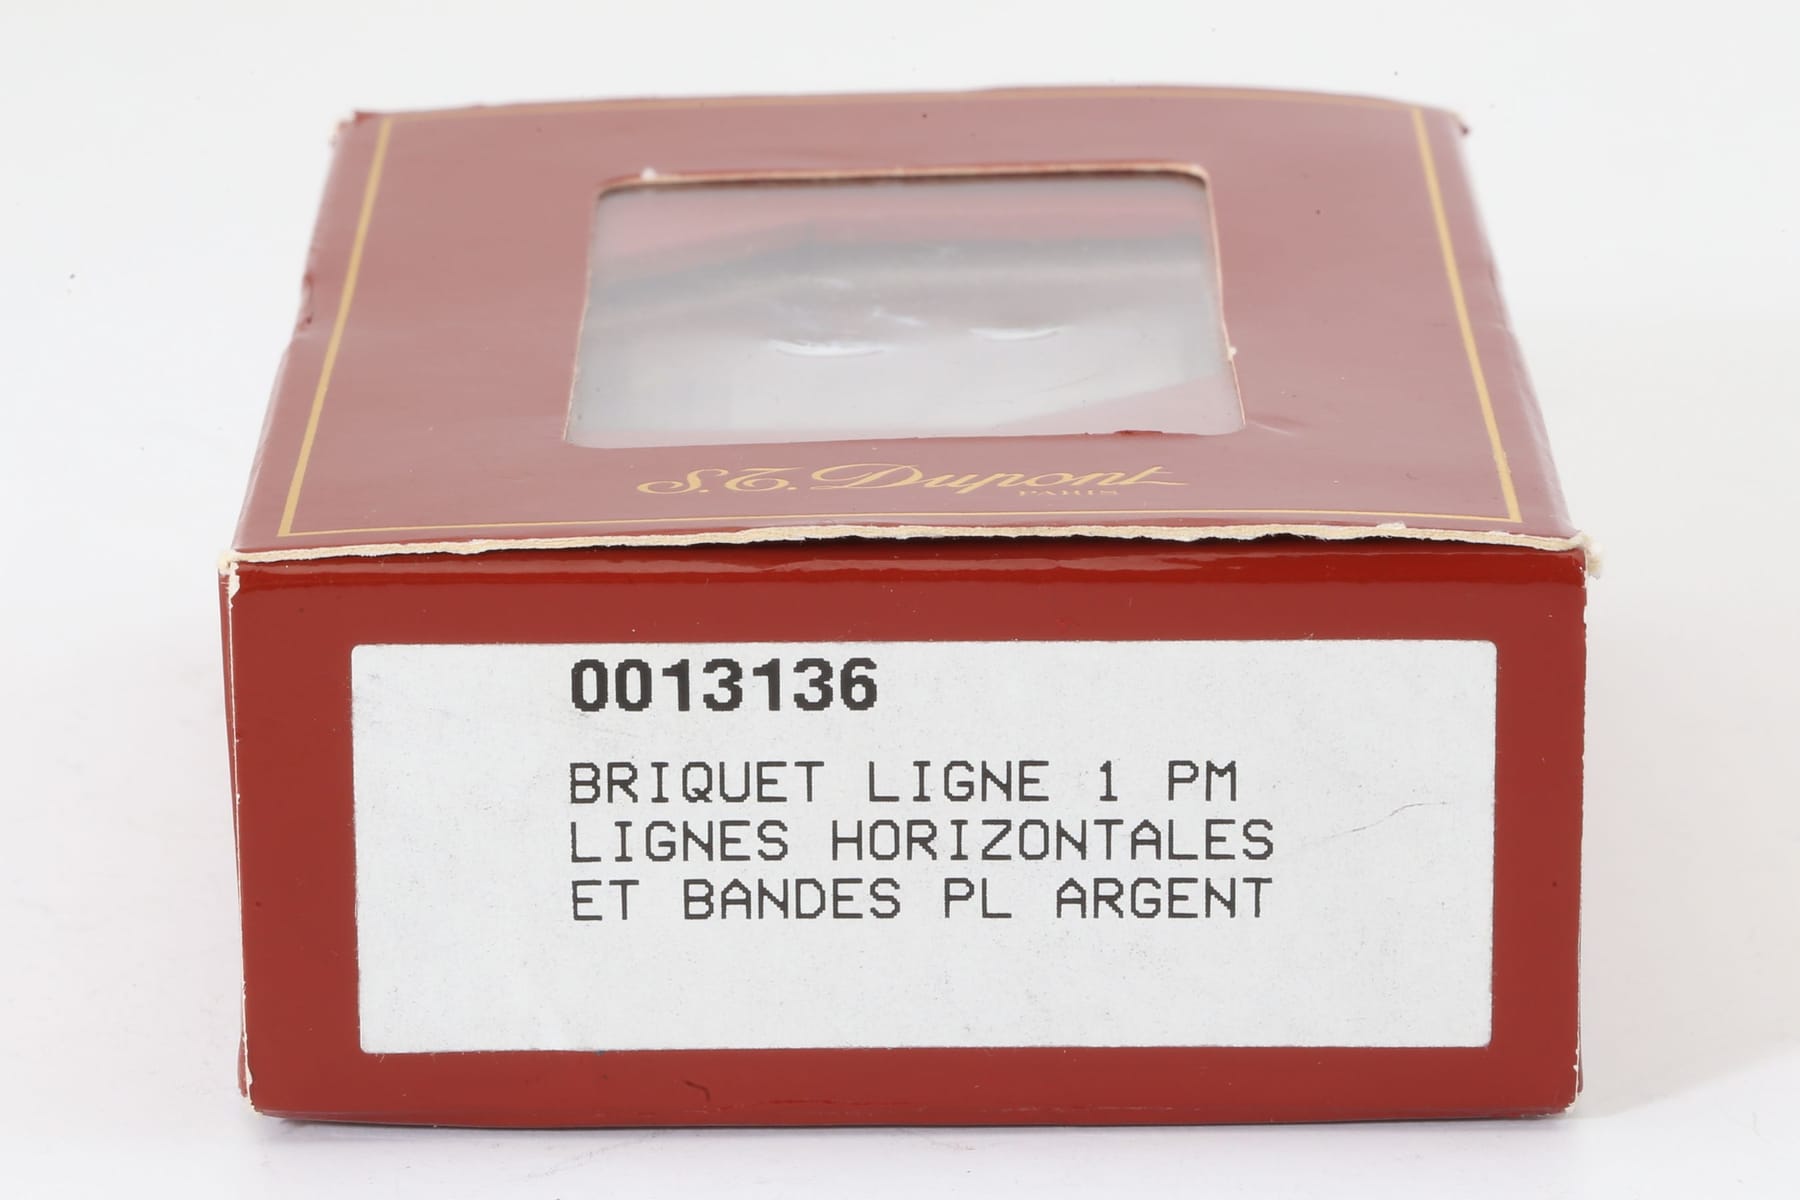 S.T. Dupont
PARIS
0013136
BRIQUET LIGNE 1 PM
LIGNES HORIZONTALES
ET BANDES PL ARGENT